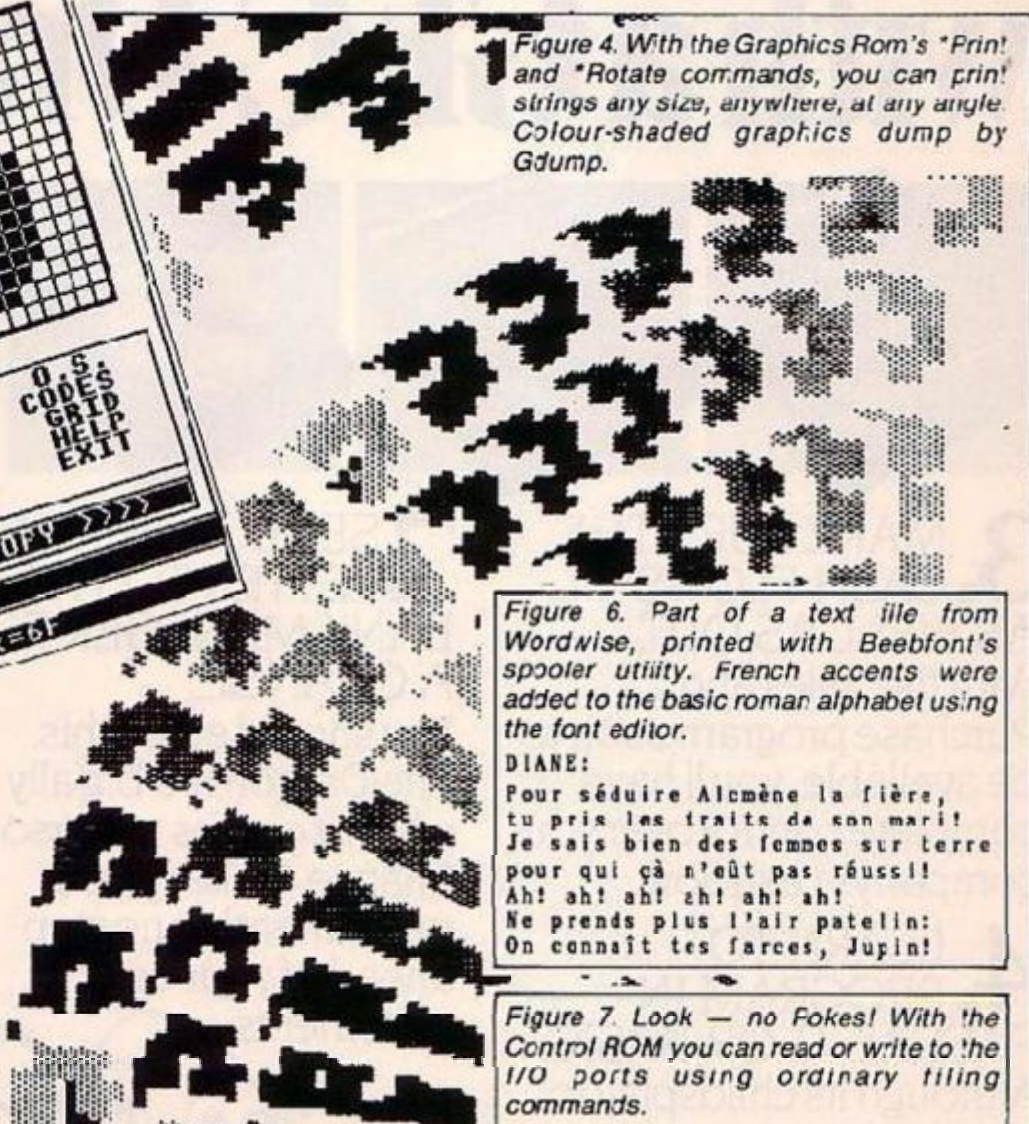 Figure 4. With the Graphics Rom's *Print
and *Rotate commands, you can print
strings any size, anywhere, at any angle.
Colour-shaded graphics dump by
Gdump.
O.S.
CODES
GRID
HELP
EXIT
OPY >>>>
=6F
Figure 6. Part of a text file from
Wordwise, printed with Beebfont's
spooler utility. French accents were
added to the basic roman alphabet using
the font editor.
DIANE:
Pour séduire Alcmène la fière,
tu pris les traits de son mari!
Je sais bien des femmes sur terre
pour qui çà n'eût pas réussi!
Ah! ah! ah! ah! ah! ah!
Ne prends plus l'air patelin:
On connaît tes farces, Jupin!
Figure 7. Look — no Pokes! With the
Control ROM you can read or write to the
I/O ports using ordinary filing
commands.